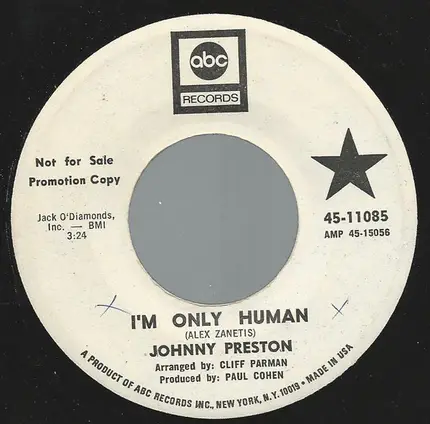 abc
RECORDS
Not for Sale
Promotion Copy
45-11085
AMP 45-15056
Jack O'Diamonds,
Inc. — BMI
3:24
I'M ONLY HUMAN
(ALEX ZANETIS)
JOHNNY PRESTON
Arranged by: CLIFF PARMAN
Produced by: PAUL COHEN
A PRODUCT OF ABC RECORDS INC., NEW YORK, N.Y. 10019 • MADE IN USA